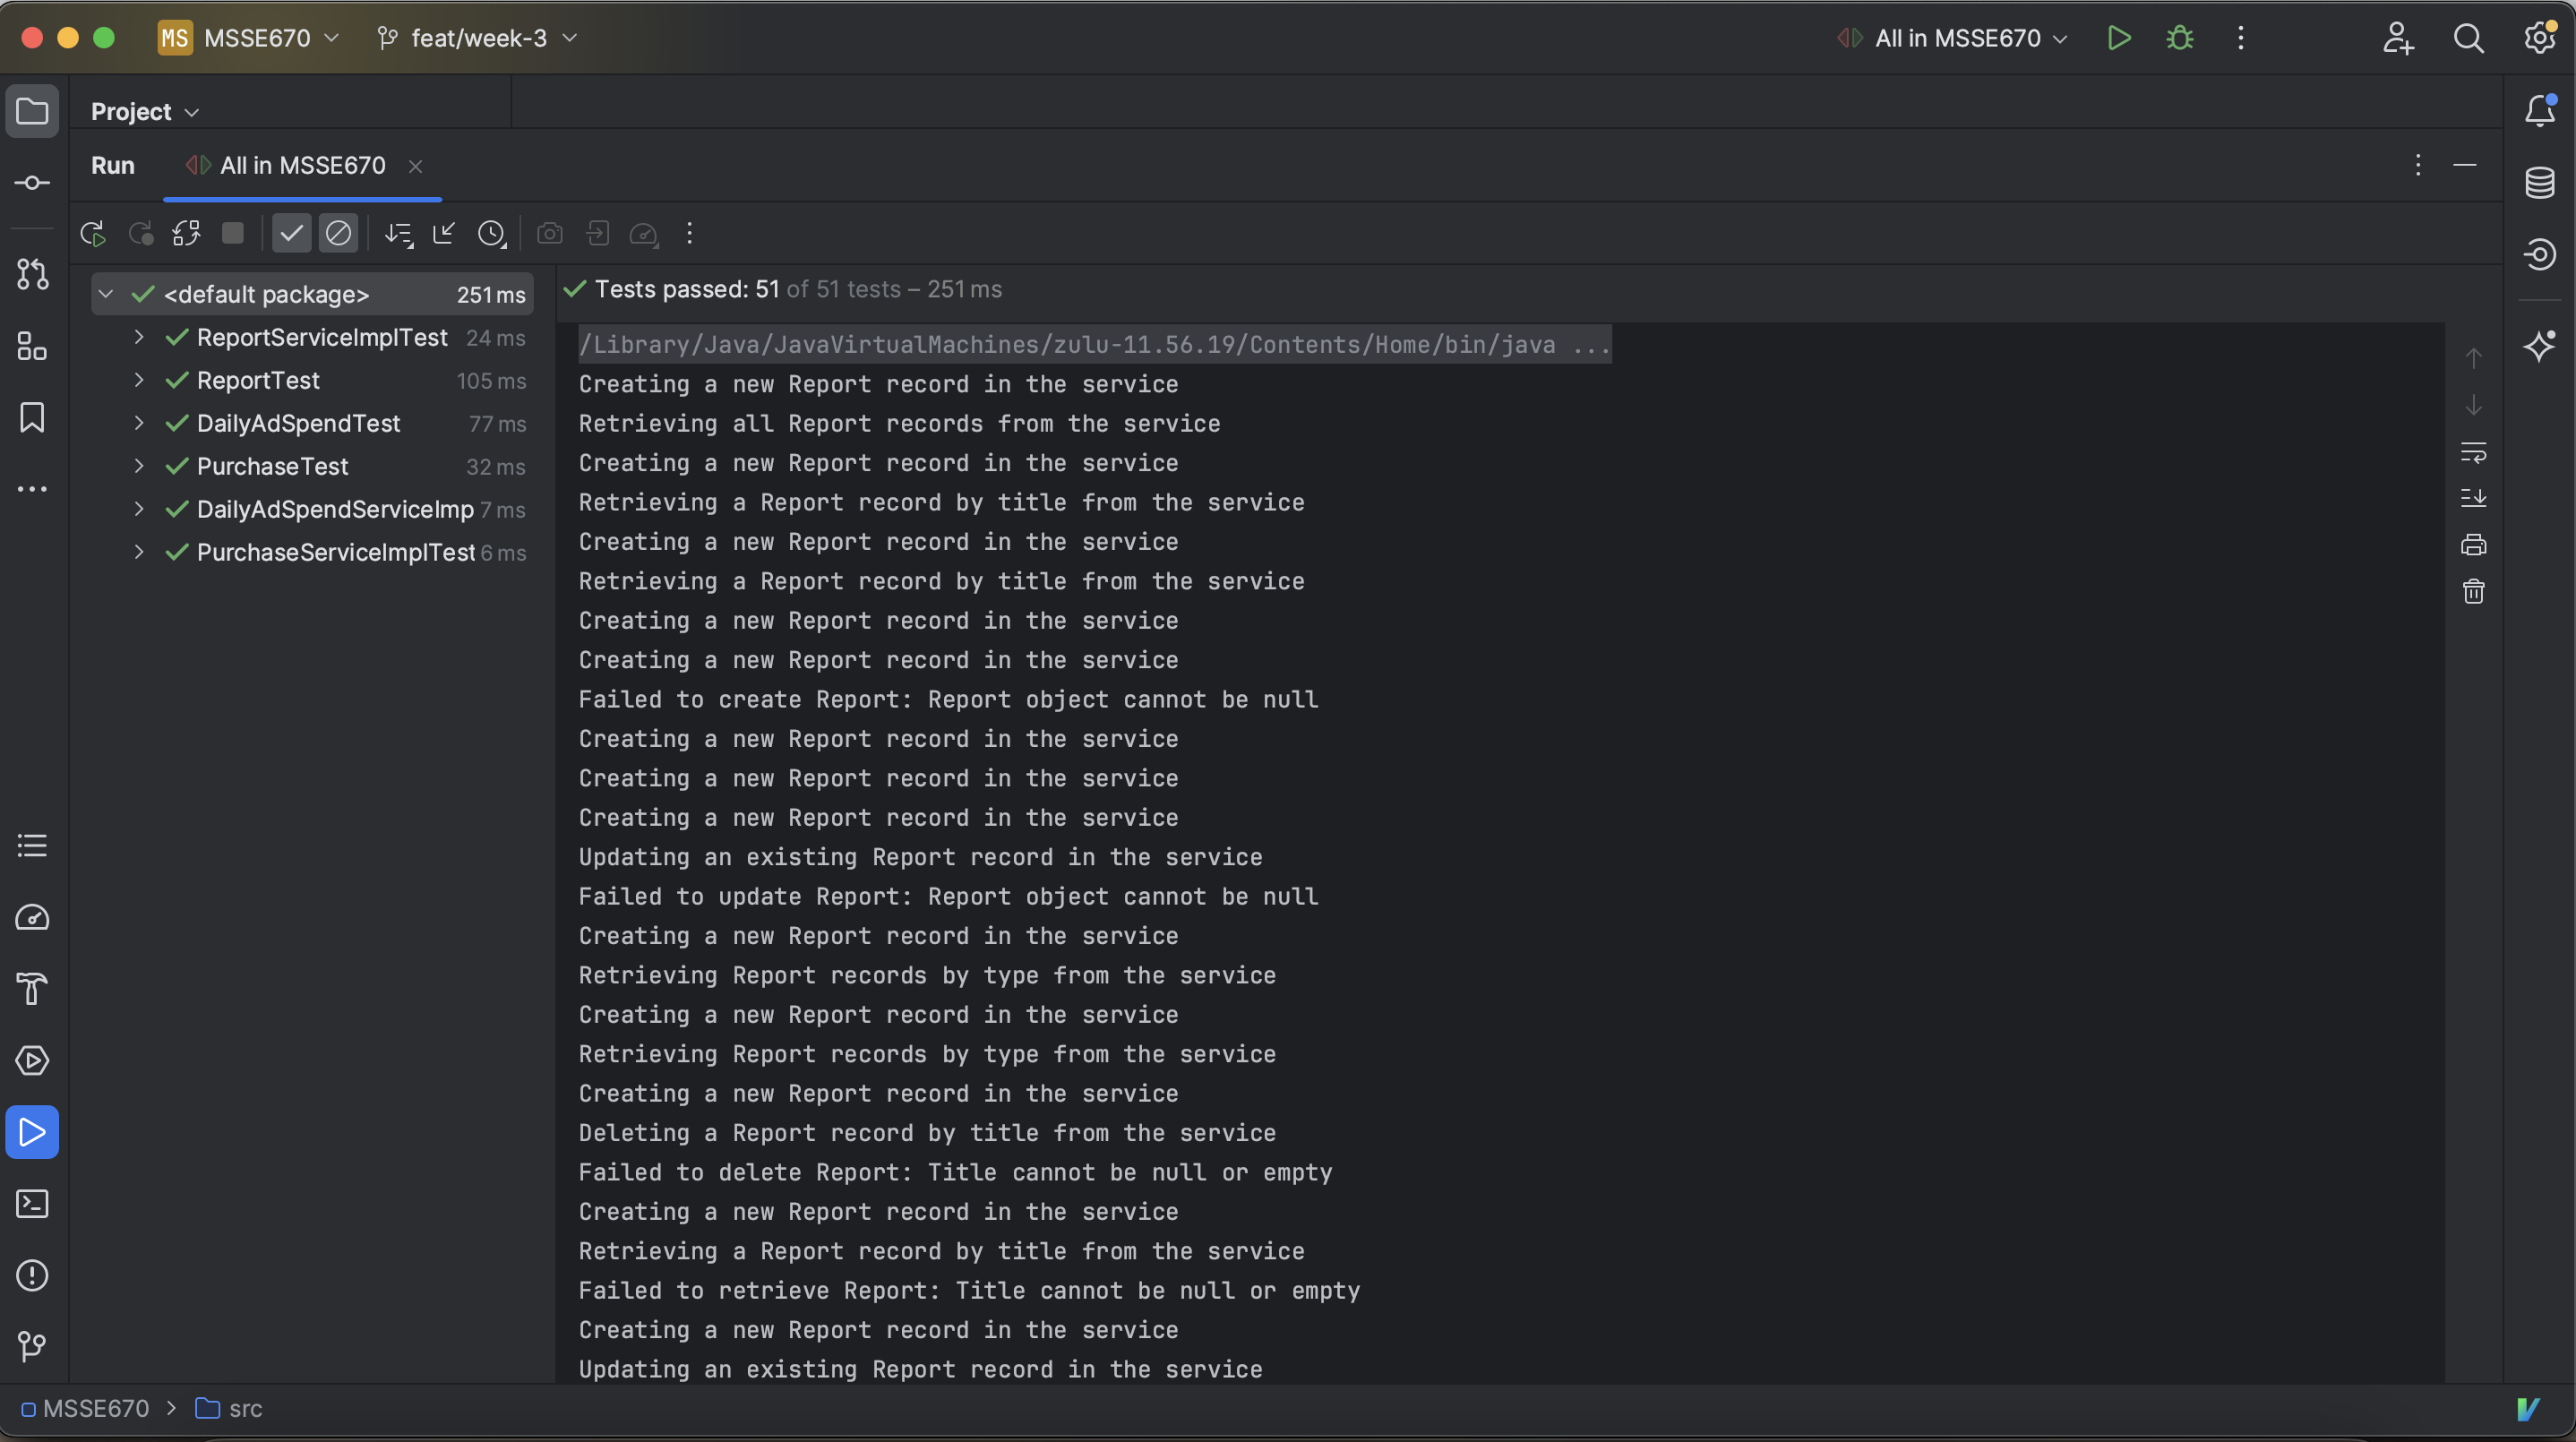 MS MSSE670 feat/week-3 All in MSSE670
Project
Run All in MSSE670
<default package> 251 ms
ReportServiceImplTest 24 ms
ReportTest 105 ms
DailyAdSpendTest 77 ms
PurchaseTest 32 ms
DailyAdSpendServiceImp 7 ms
PurchaseServiceImplTest 6 ms
Tests passed: 51 of 51 tests – 251 ms
/Library/Java/JavaVirtualMachines/zulu-11.56.19/Contents/Home/bin/java ...
Creating a new Report record in the service
Retrieving all Report records from the service
Creating a new Report record in the service
Retrieving a Report record by title from the service
Creating a new Report record in the service
Retrieving a Report record by title from the service
Creating a new Report record in the service
Creating a new Report record in the service
Failed to create Report: Report object cannot be null
Creating a new Report record in the service
Creating a new Report record in the service
Creating a new Report record in the service
Updating an existing Report record in the service
Failed to update Report: Report object cannot be null
Creating a new Report record in the service
Retrieving Report records by type from the service
Creating a new Report record in the service
Retrieving Report records by type from the service
Creating a new Report record in the service
Deleting a Report record by title from the service
Failed to delete Report: Title cannot be null or empty
Creating a new Report record in the service
Retrieving a Report record by title from the service
Failed to retrieve Report: Title cannot be null or empty
Creating a new Report record in the service
Updating an existing Report record in the service
MSSE670 > src